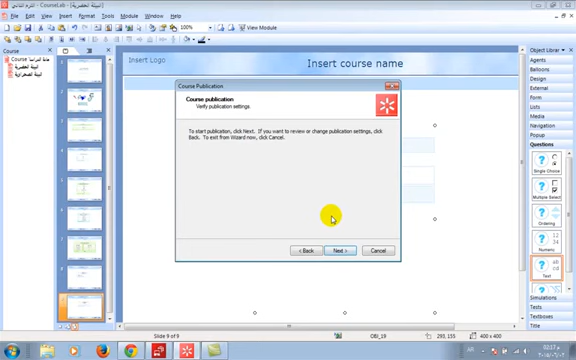 CourseLab
File Edit View Insert Format Tools Module Window Help
100%
View Module
Course
Insert Logo
Insert course name
Course Publication
Course publication
Verify publication settings
To start publication, click Next. If you want to review or change publication settings, click
Back. To exit from Wizard now, click Cancel.
< Back
Next >
Cancel
Object Library
Agents
Balloons
Design
External
Form
Lists
Media
Navigation
Popup
Questions
Single Choice
Multiple Select
Ordering
Numeric
Text
Simulations
Tests
Textboxes
Title
Slide 9 of 9
OBJ_19
293, 155
400 x 400